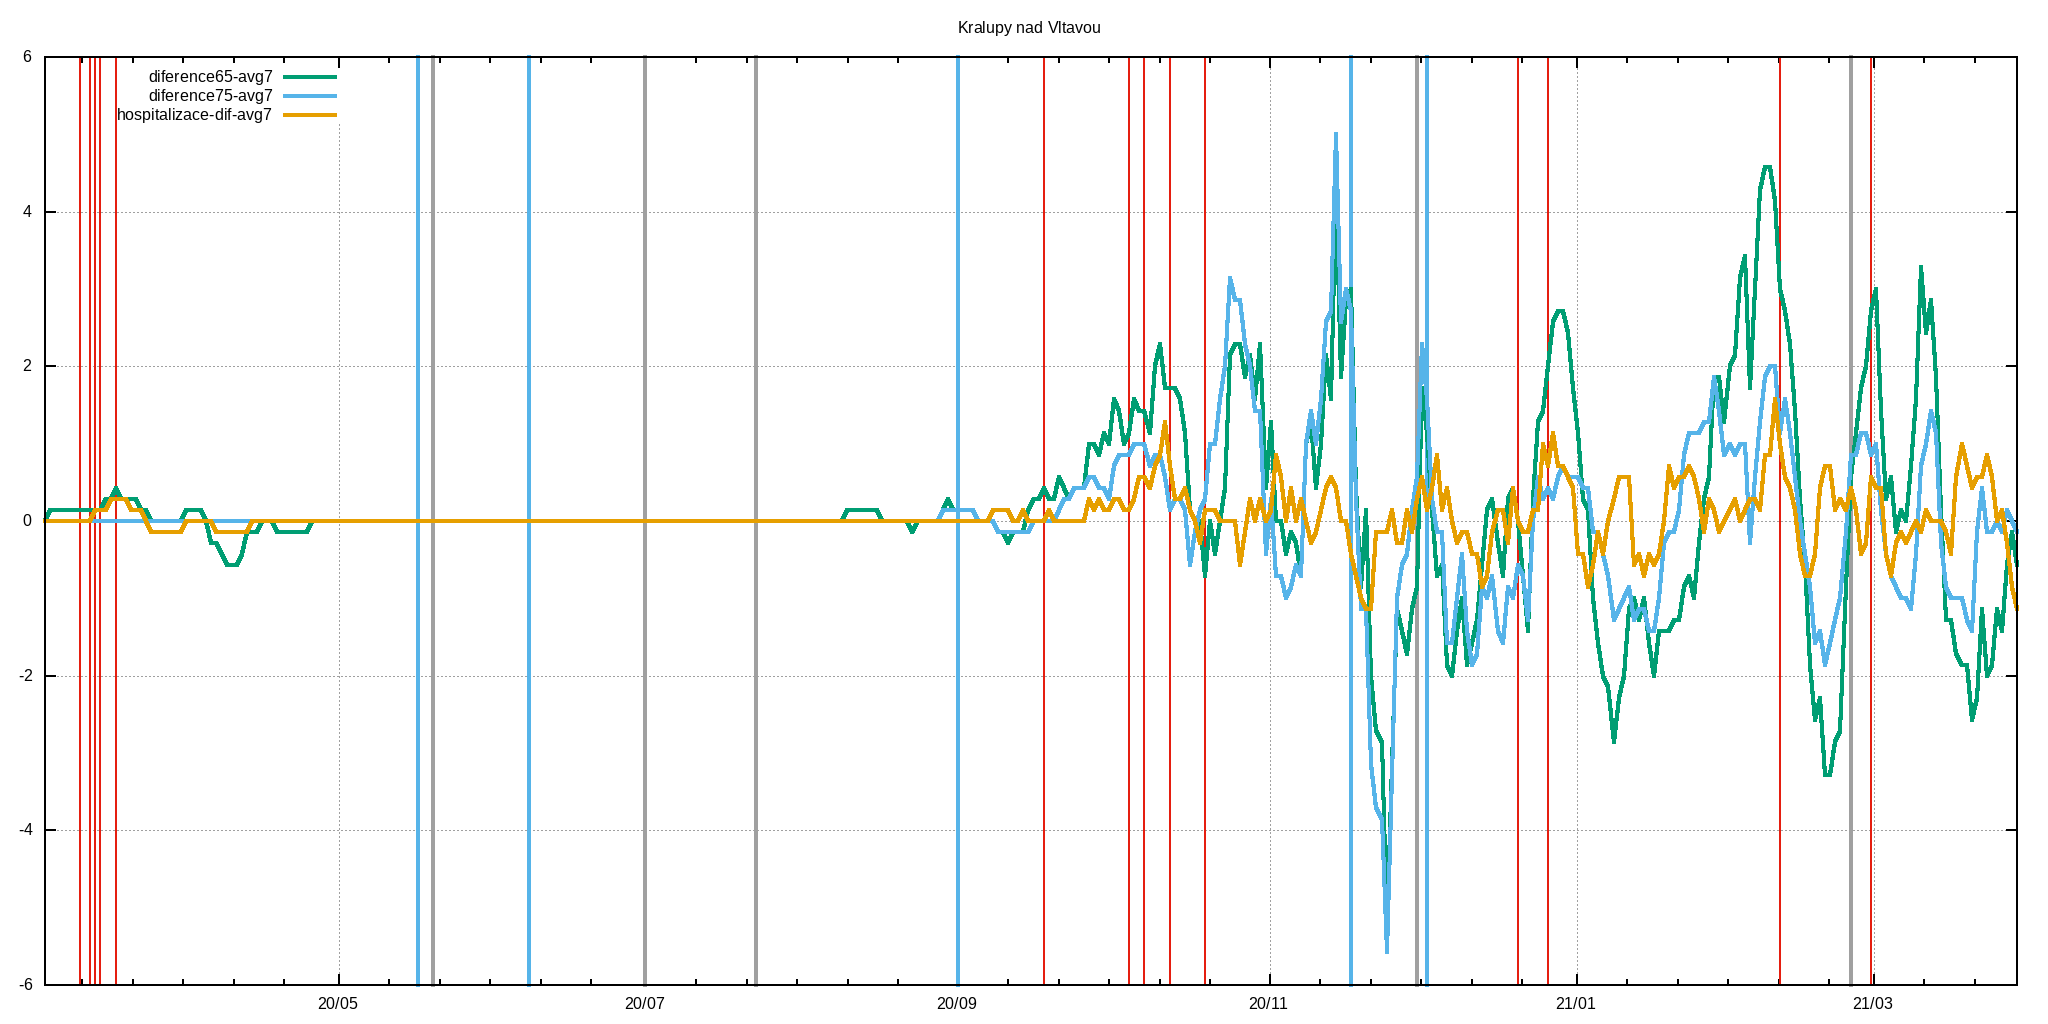 Kralupy nad Vltavou
6
diference65-avg7
diference75-avg7
hospitalizace-dif-avg7
4
2
0
-2
-4
-6
20/05 20/07 20/09 20/11 21/01 21/03